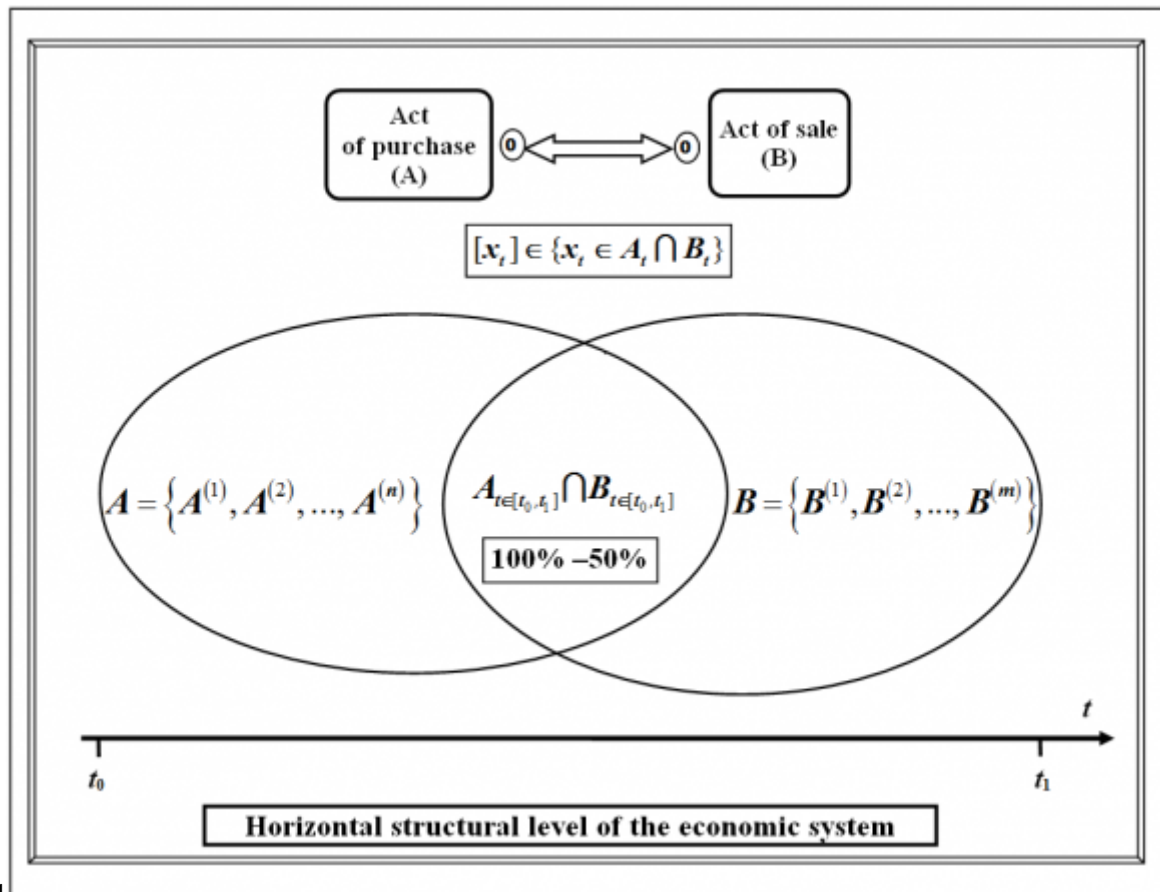 Act
of purchase
(A)
0
0
Act of sale
(B)
[x_t] ∈ {x_t ∈ A_t ⋂ B_t}
A = {A^(1), A^(2), ..., A^(n)}
A_{t∈[t_0,t_1]} ⋂ B_{t∈[t_0,t_1]}
100% –50%
B = {B^(1), B^(2), ..., B^(m)}
t
t_0
t_1
Horizontal structural level of the economic system